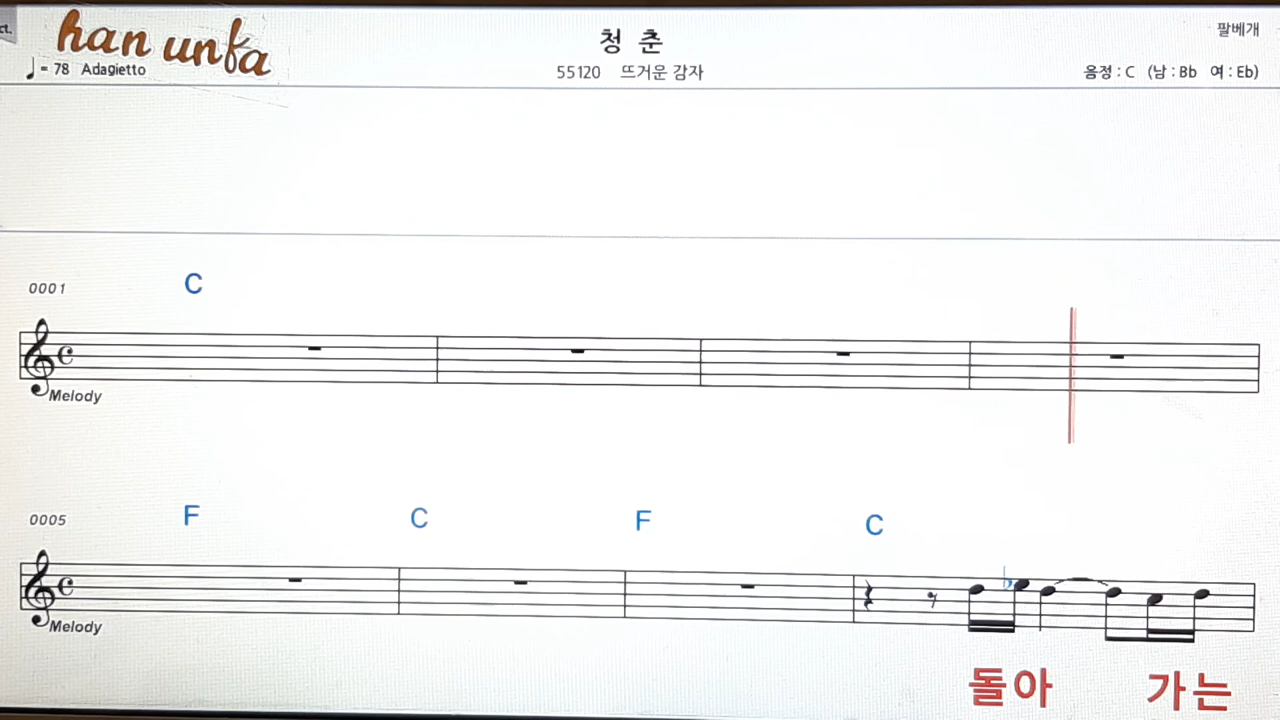 ct.
han unfa
♩ = 78 Adagietto
청 춘
55120 뜨거운 감자
팔베개
음정 : C (남 : Bb 여 : Eb)
0001
C
Melody
0005
F C F C
Melody
돌아 가는